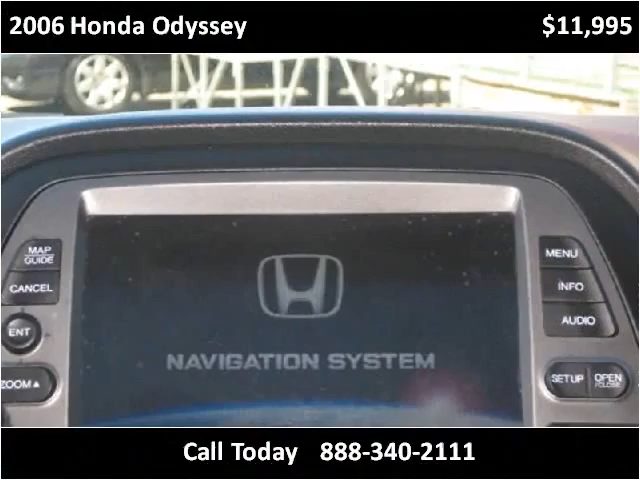 2006 Honda Odyssey $11,995
MAP
GUIDE
CANCEL
ENT
ZOOM ▲
NAVIGATION SYSTEM
MENU
INFO
AUDIO
SETUP
OPEN
/CLOSE
Call Today 888-340-2111